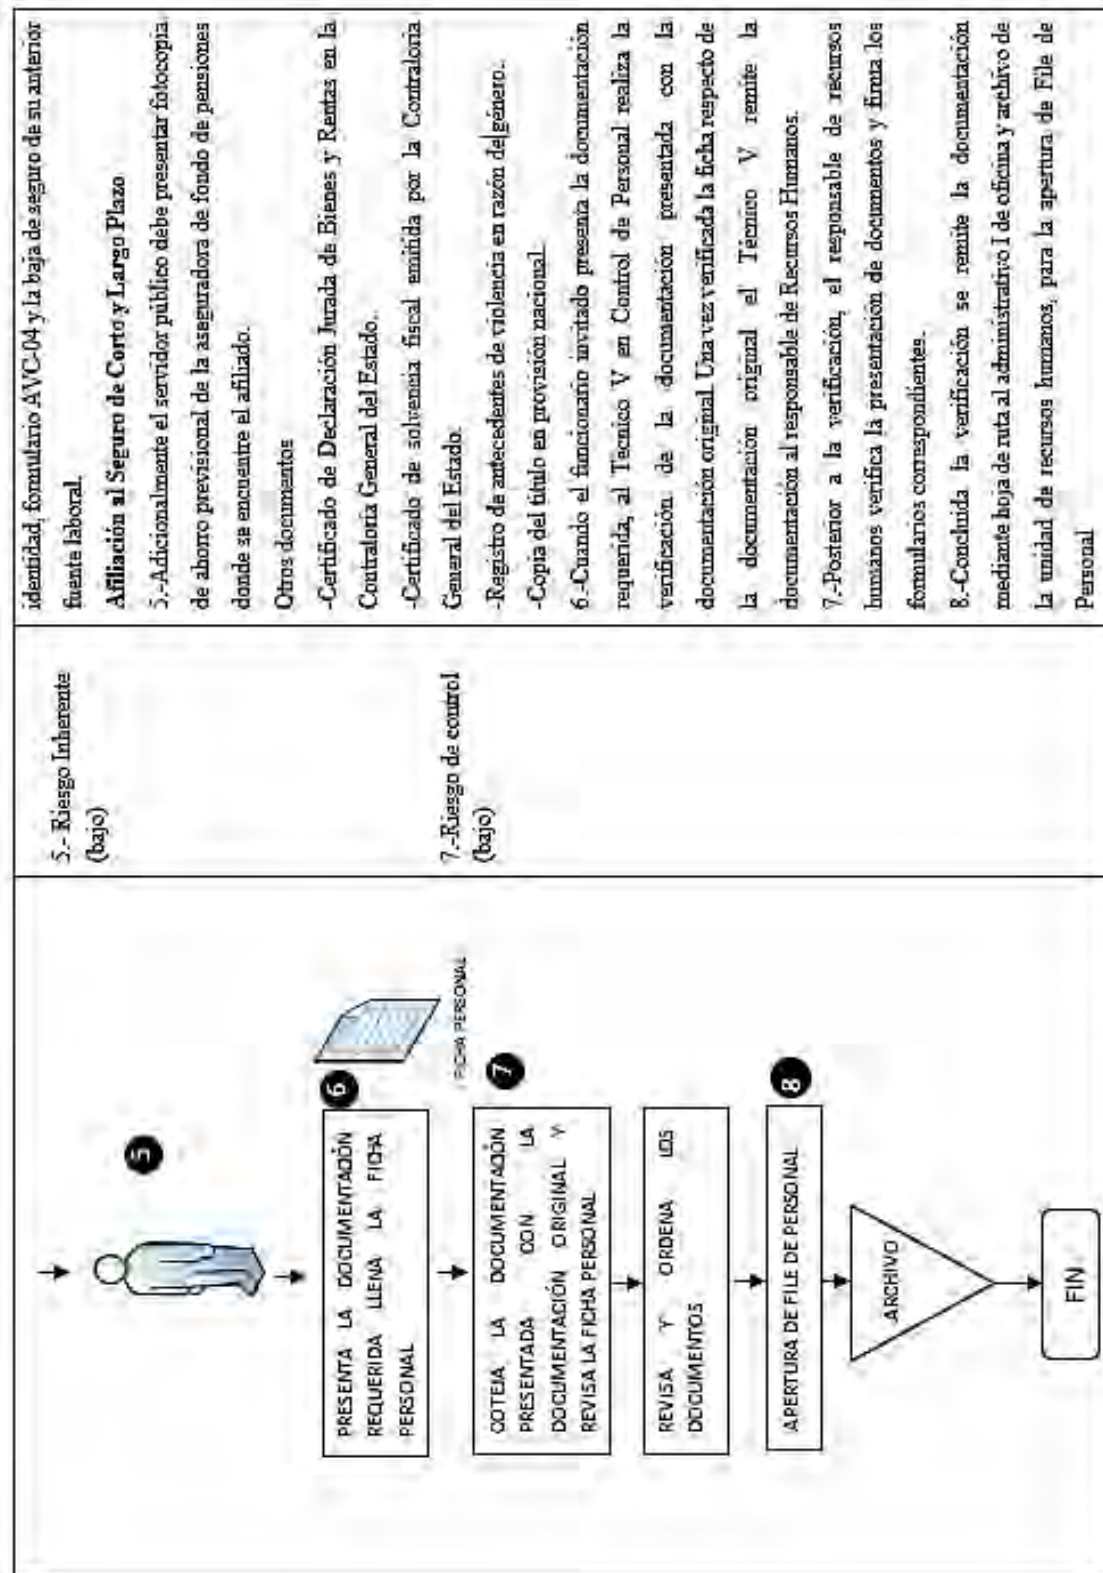 5
PRESENTA LA DOCUMENTACIÓN
REQUERIDA LLENA LA FICHA
PERSONAL
6
FICHA PERSONAL
COTEJA LA DOCUMENTACIÓN
PRESENTADA CON LA
DOCUMENTACIÓN ORIGINAL Y
REVISA LA FICHA PERSONAL
7
REVISA Y ORDENA LOS
DOCUMENTOS
APERTURA DE FILE DE PERSONAL
8
ARCHIVO
FIN
5.- Riesgo Inherente
(bajo)
7.-Riesgo de control
(bajo)
identidad, formulario AVC-04 y la baja de seguro de su anterior
fuente laboral.
Afiliación al Seguro de Corto y Largo Plazo
5.-Adicionalmente el servidor público debe presentar fotocopia
de ahorro previsional de la aseguradora de fondo de pensiones
donde se encuentre el afiliado.
Otros documentos
-Certificado de Declaración Jurada de Bienes y Rentas en la
Contraloría General del Estado.
-Certificado de solvencia fiscal emitida por la Contraloría
General del Estado.
-Registro de antecedentes de violencia en razón de género.
-Copia del título en provisión nacional.
6.-Cuando el funcionario invitado presenta la documentación
requerida, al Técnico V en Control de Personal realiza la
verificación de la documentación presentada con la
documentación original. Una vez verificada la ficha respecto de
la documentación original el Técnico V remite la
documentación al responsable de Recursos Humanos.
7.-Posterior a la verificación, el responsable de recursos
humanos verifica la presentación de documentos y firma los
formularios correspondientes.
8.-Concluida la verificación se remite la documentación
mediante hoja de ruta al administrativo I de oficina y archivo de
la unidad de recursos humanos, para la apertura de File de
Personal